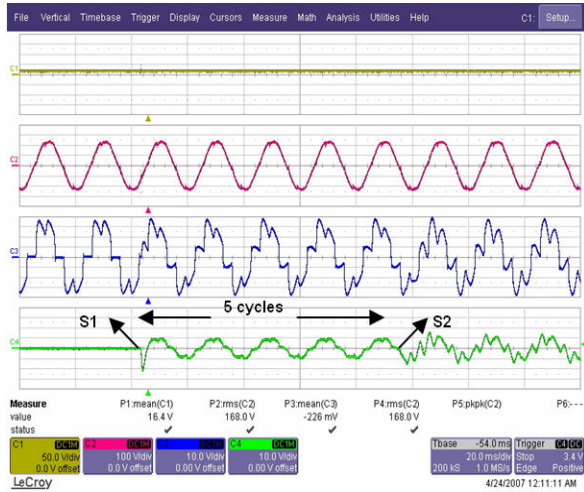 File Vertical Timebase Trigger Display Cursors Measure Math Analysis Utilities Help C1: Setup...
C1
C2
C3
5 cycles
S1 S2
C4
Measure P1:mean(C1) P2:rms(C2) P3:mean(C3) P4:rms(C2) P5:pkpk(C2) P6:---
value 16.4 V 168.0 V -226 mV 168.0 V
status
C1 DC1M C2 DC1M C4 DC1M Tbase -54.0 ms Trigger C4 DC
50.0 V/div 100 V/div 10.0 V/div 10.0 V/div 20.0 ms/div Stop 3.4 V
0.0 V offset 0.0 V offset 0.00 V offset 0.00 V offset 200 kS 1.0 MS/s Edge Positive
LeCroy 4/24/2007 12:11:11 AM